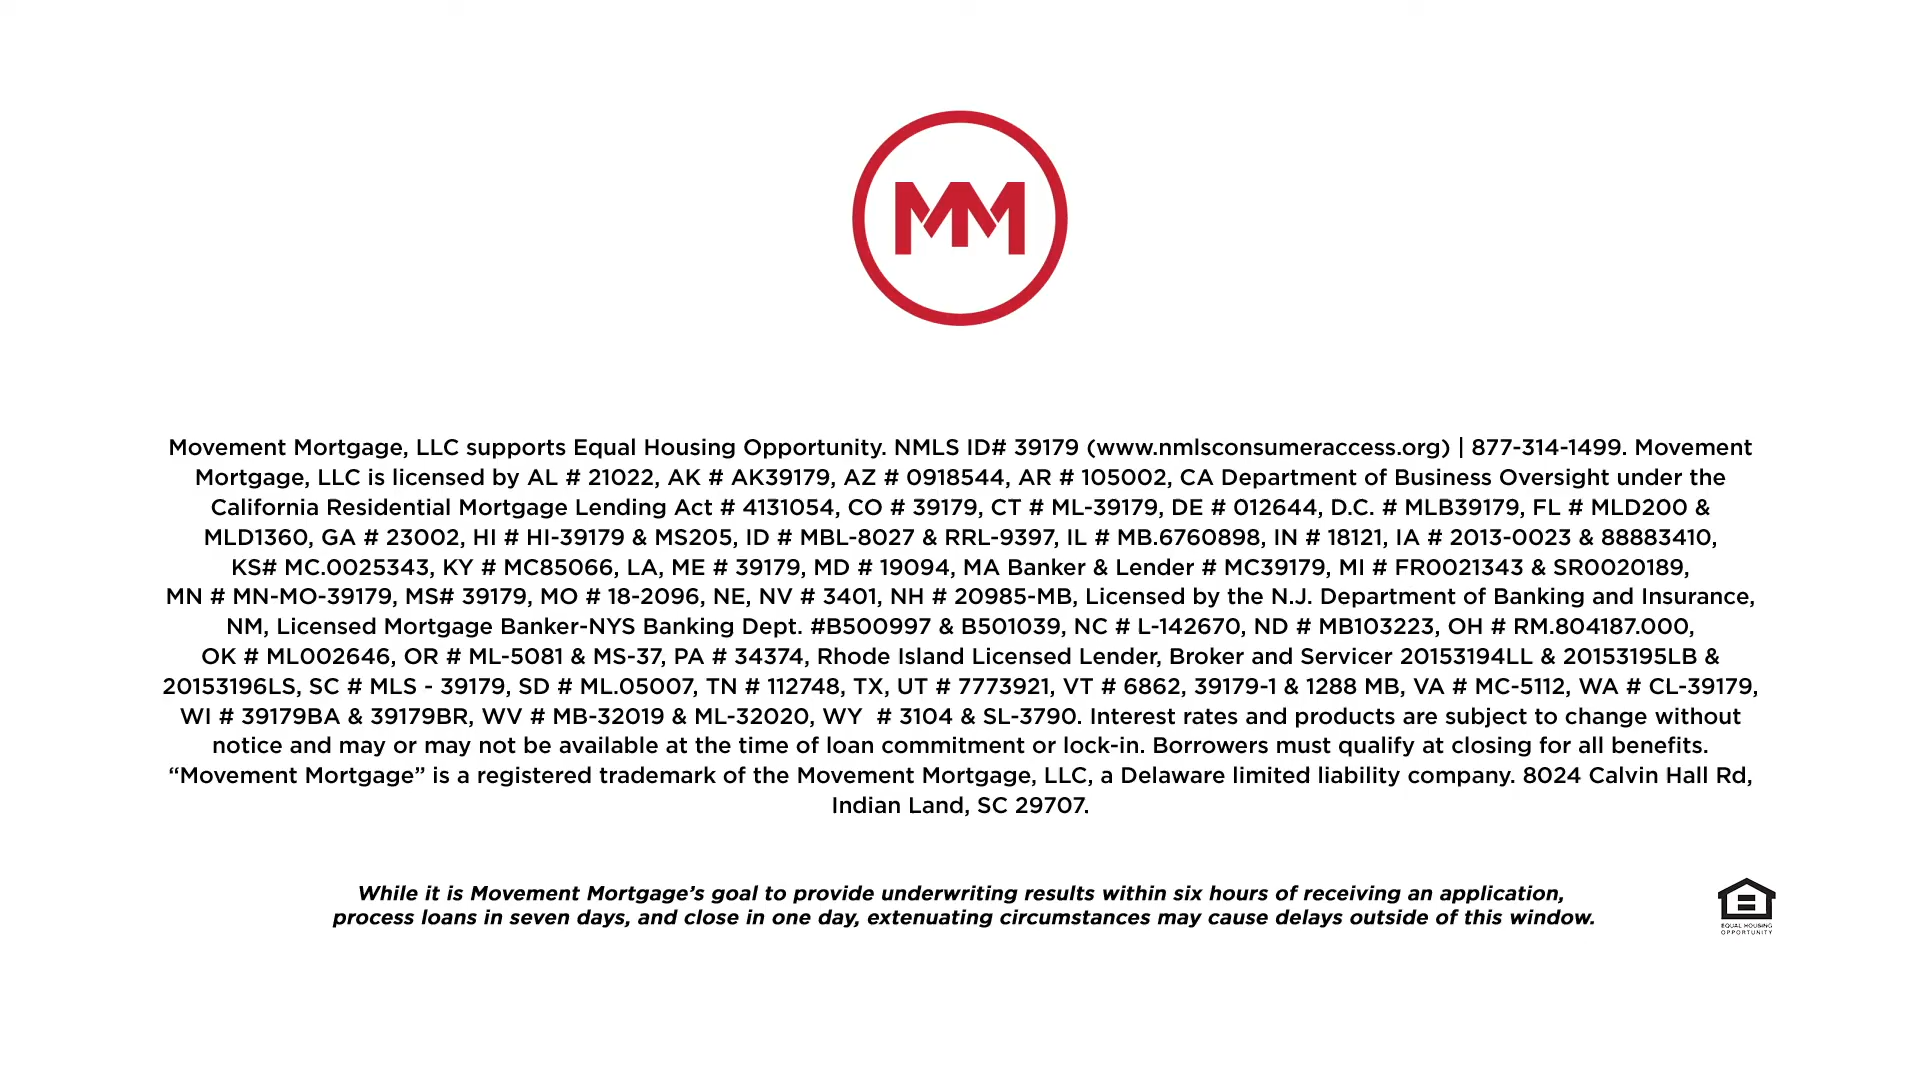 MM
Movement Mortgage, LLC supports Equal Housing Opportunity. NMLS ID# 39179 (www.nmlsconsumeraccess.org) | 877-314-1499. Movement
Mortgage, LLC is licensed by AL # 21022, AK # AK39179, AZ # 0918544, AR # 105002, CA Department of Business Oversight under the
California Residential Mortgage Lending Act # 4131054, CO # 39179, CT # ML-39179, DE # 012644, D.C. # MLB39179, FL # MLD200 &
MLD1360, GA # 23002, HI # HI-39179 & MS205, ID # MBL-8027 & RRL-9397, IL # MB.6760898, IN # 18121, IA # 2013-0023 & 88883410,
KS# MC.0025343, KY # MC85066, LA, ME # 39179, MD # 19094, MA Banker & Lender # MC39179, MI # FR0021343 & SR0020189,
MN # MN-MO-39179, MS# 39179, MO # 18-2096, NE, NV # 3401, NH # 20985-MB, Licensed by the N.J. Department of Banking and Insurance,
NM, Licensed Mortgage Banker-NYS Banking Dept. #B500997 & B501039, NC # L-142670, ND # MB103223, OH # RM.804187.000,
OK # ML002646, OR # ML-5081 & MS-37, PA # 34374, Rhode Island Licensed Lender, Broker and Servicer 20153194LL & 20153195LB &
20153196LS, SC # MLS - 39179, SD # ML.05007, TN # 112748, TX, UT # 7773921, VT # 6862, 39179-1 & 1288 MB, VA # MC-5112, WA # CL-39179,
WI # 39179BA & 39179BR, WV # MB-32019 & ML-32020, WY  # 3104 & SL-3790. Interest rates and products are subject to change without
notice and may or may not be available at the time of loan commitment or lock-in. Borrowers must qualify at closing for all benefits.
“Movement Mortgage” is a registered trademark of the Movement Mortgage, LLC, a Delaware limited liability company. 8024 Calvin Hall Rd,
Indian Land, SC 29707.
While it is Movement Mortgage’s goal to provide underwriting results within six hours of receiving an application,
process loans in seven days, and close in one day, extenuating circumstances may cause delays outside of this window.
EQUAL HOUSING
OPPORTUNITY